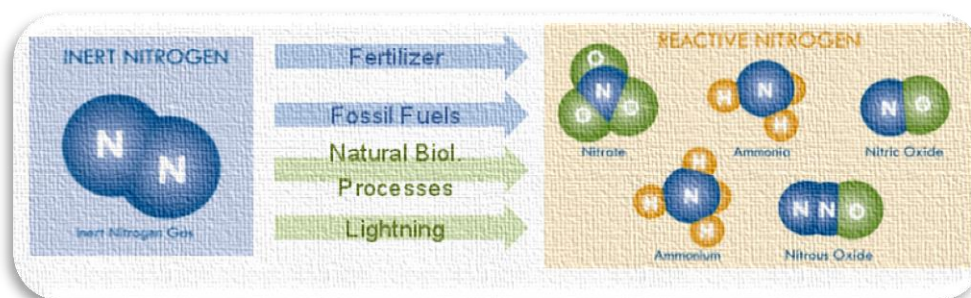 INERT NITROGEN
N
N
Inert Nitrogen Gas
Fertilizer
Fossil Fuels
Natural Biol.
Processes
Lightning
REACTIVE NITROGEN
O
N
O O
Nitrate
N
H H
H
Ammonia
N O
Nitric Oxide
H
N
H H
H
Ammonium
N N O
Nitrous Oxide